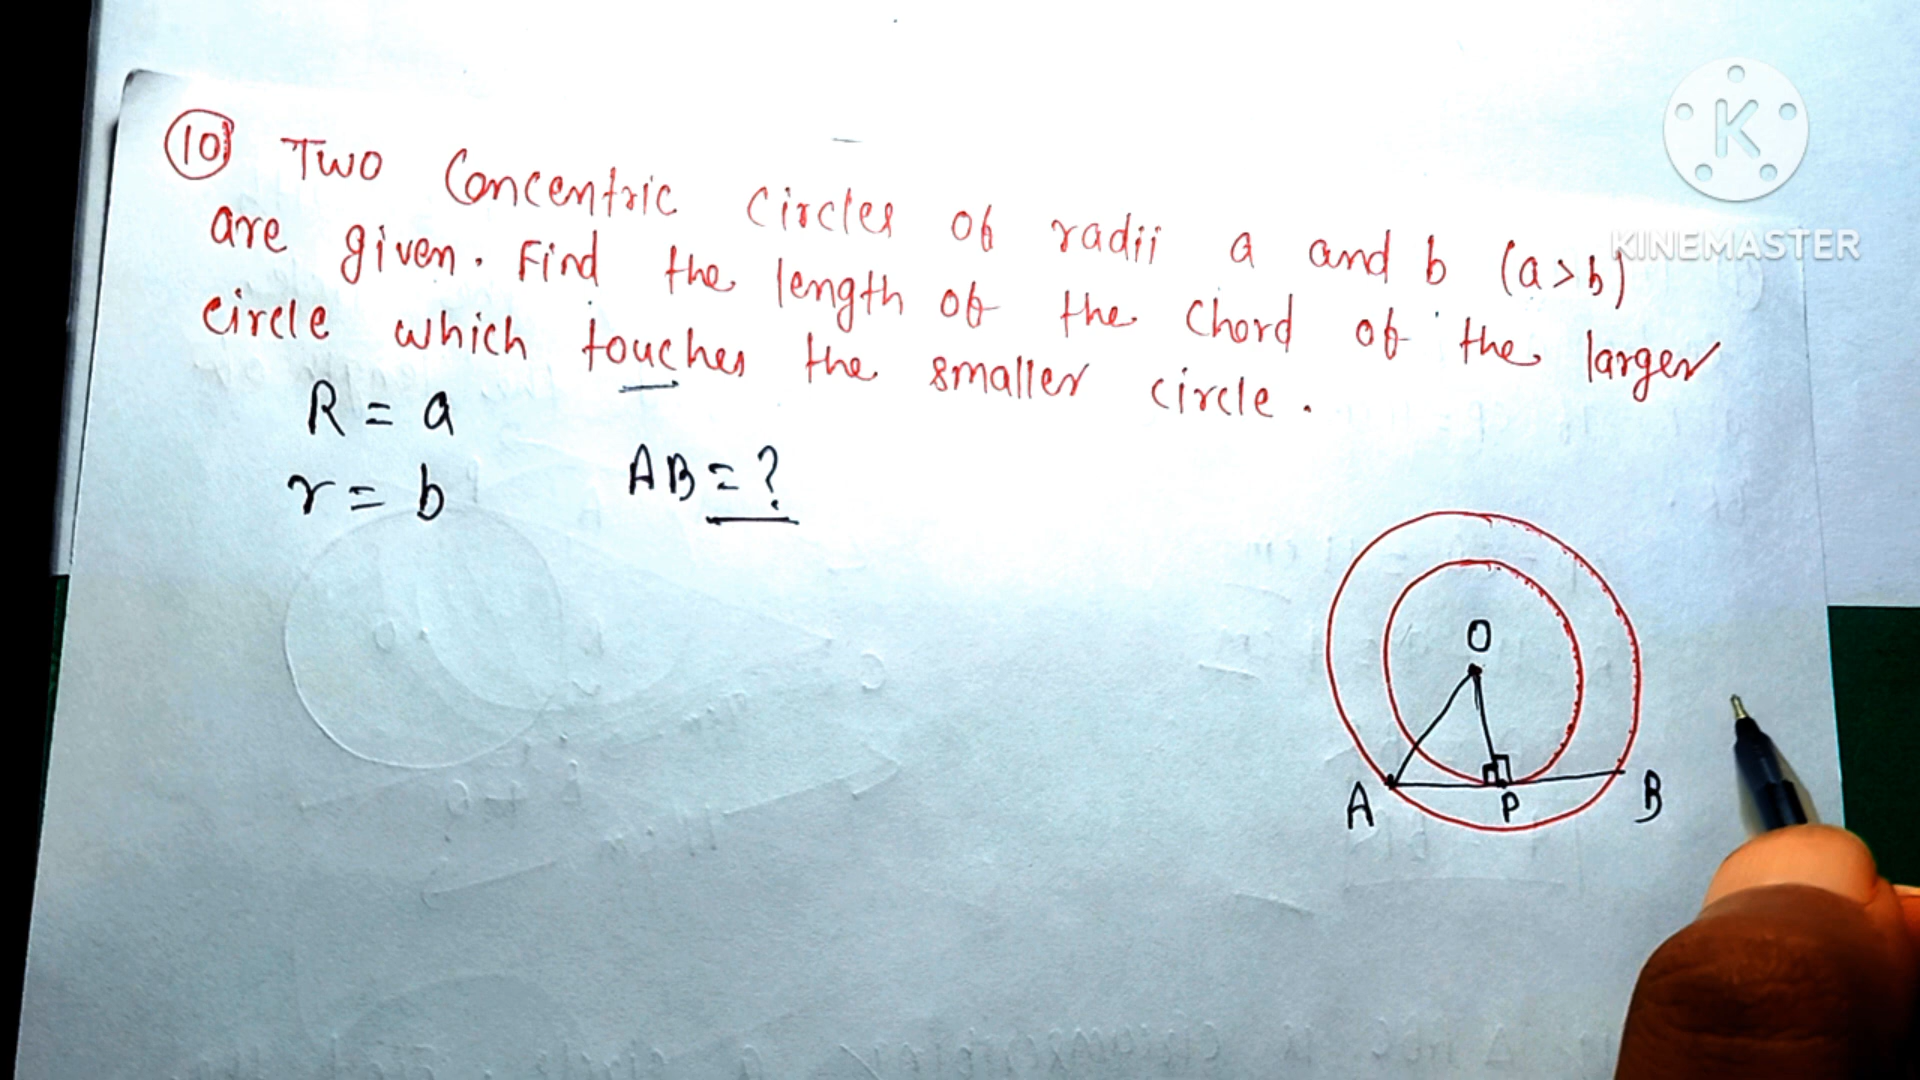 10 Two Concentric circles of radii a and b (a>b)
are given. Find the length of the chord of the larger
circle which touches the smaller circle.
R = a
r = b
AB = ?
O
A
P
B
K
KINEMASTER